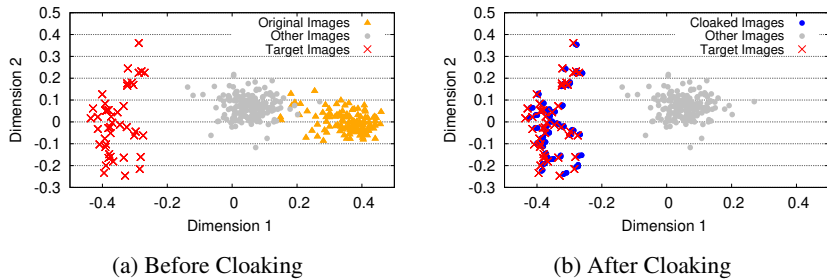 Original Images
Other Images
Target Images
0.5
0.4
0.3
0.2
0.1
0
-0.1
-0.2
-0.3
Dimension 2
-0.4 -0.2 0 0.2 0.4
Dimension 1
(a) Before Cloaking
Cloaked Images
Other Images
Target Images
0.5
0.4
0.3
0.2
0.1
0
-0.1
-0.2
-0.3
Dimension 2
-0.4 -0.2 0 0.2 0.4
Dimension 1
(b) After Cloaking